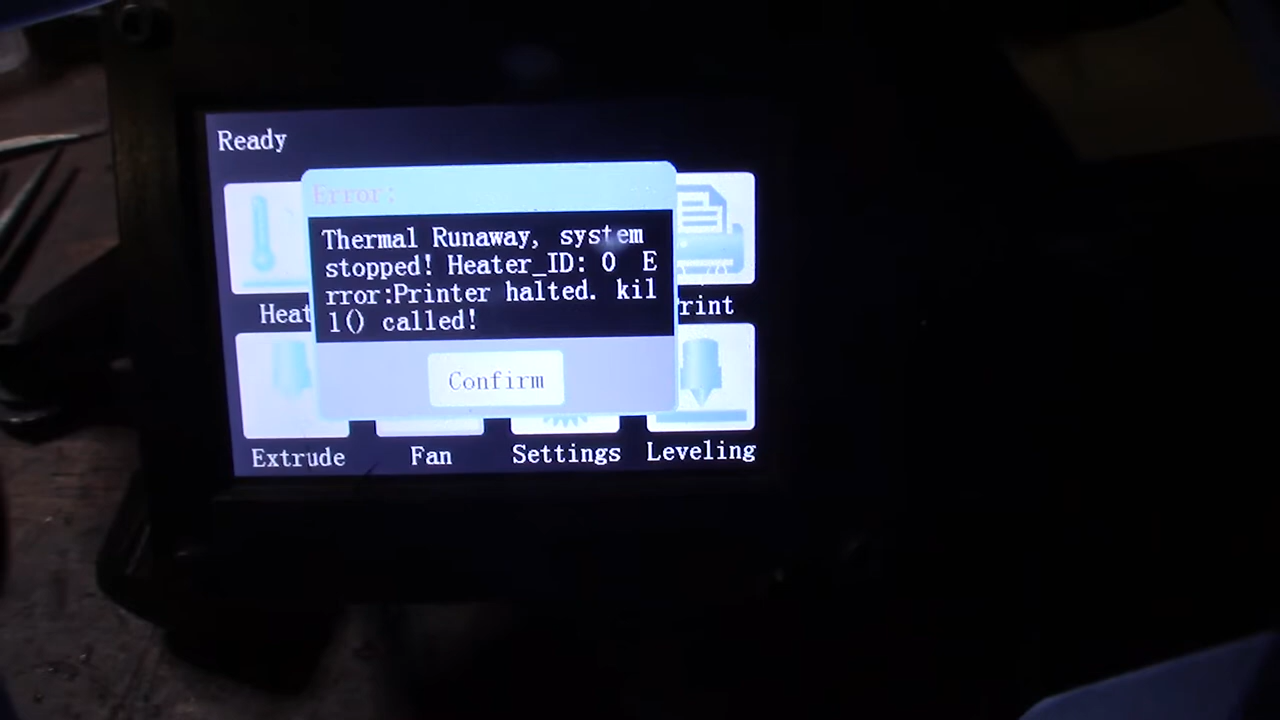 Ready
Error:
Thermal Runaway, system
stopped! Heater_ID: 0 E
rror:Printer halted. kil
l() called!
Confirm
Heat
rint
Extrude
Fan
Settings
Leveling